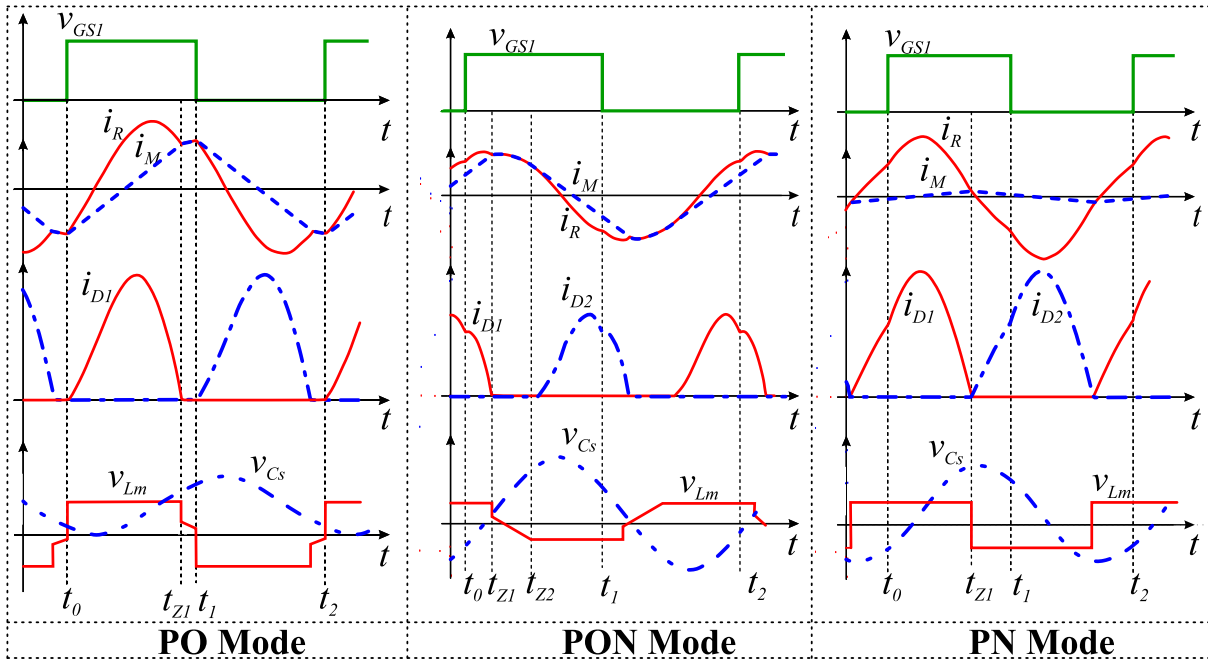 v_GS1
t
i_R
i_M
t
i_D1
t
v_Lm
v_Cs
t
t_0
t_Z1
t_1
t_2
PO Mode
v_GS1
t
i_M
i_R
t
i_D1
i_D2
t
v_Cs
v_Lm
t
t_0
t_Z1
t_Z2
t_1
t_2
PON Mode
v_GS1
t
i_R
i_M
t
i_D1
i_D2
t
v_Cs
v_Lm
t
t_0
t_Z1
t_1
t_2
PN Mode